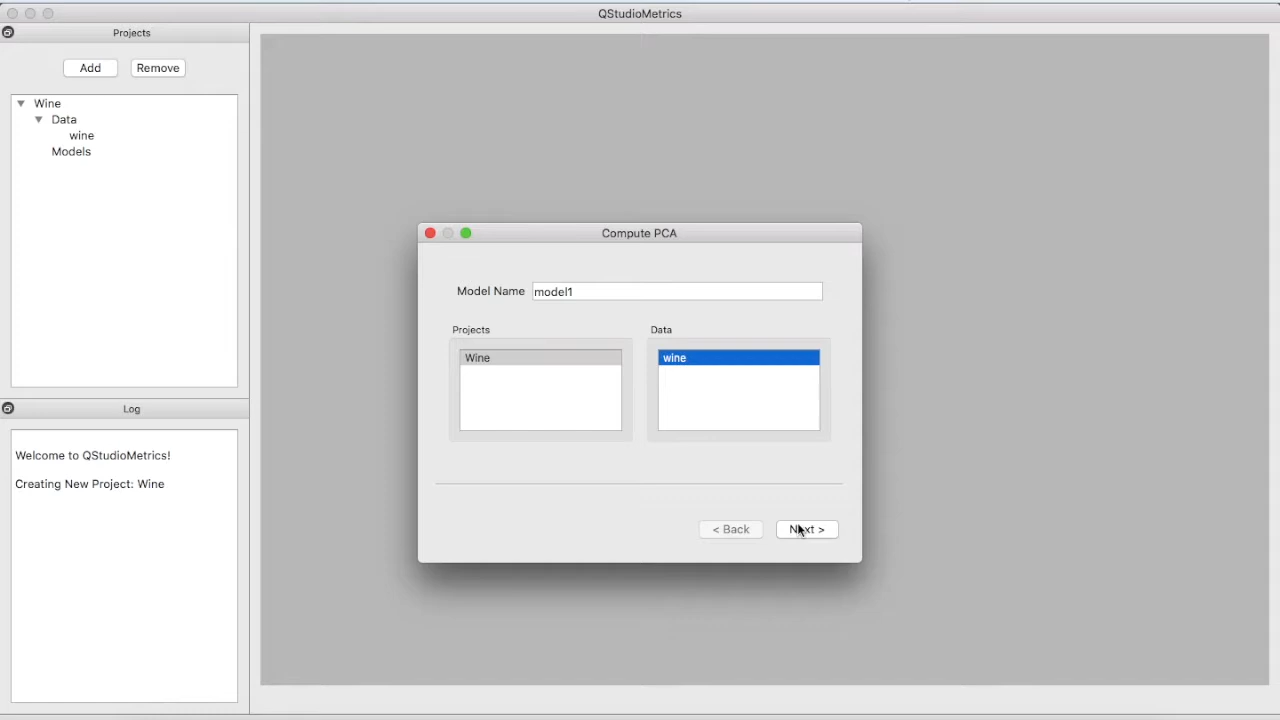 QStudioMetrics
Projects
Add Remove
Wine
Data
wine
Models
Log
Welcome to QStudioMetrics!
Creating New Project: Wine
Compute PCA
Model Name model1
Projects Data
Wine wine
< Back Next >